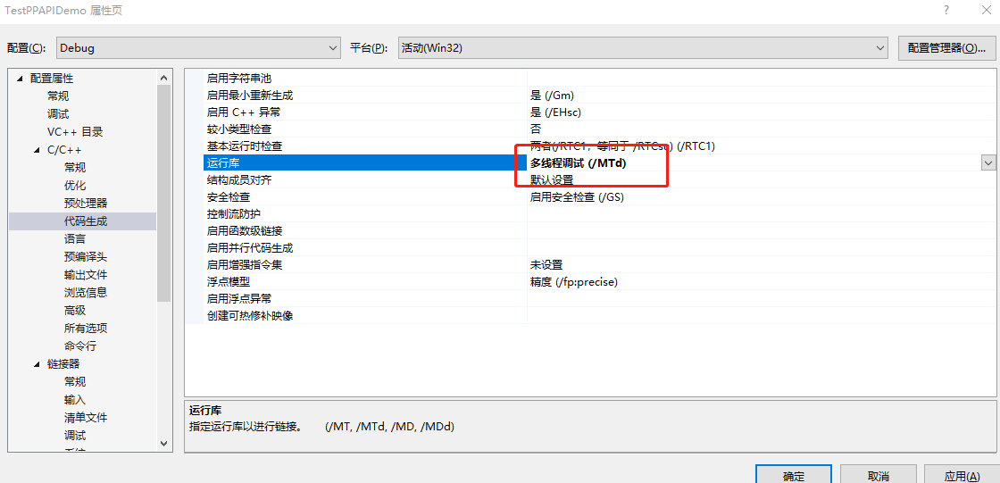 TestPPAPIDemo 属性页
配置(C): Debug 平台(P): 活动(Win32) 配置管理器(O)...
配置属性
常规
调试
VC++ 目录
C/C++
常规
优化
预处理器
代码生成
语言
预编译头
输出文件
浏览信息
高级
所有选项
命令行
链接器
常规
输入
清单文件
调试
启用字符串池
启用最小重新生成 是 (/Gm)
启用 C++ 异常 是 (/EHsc)
较小类型检查 否
基本运行时检查 两者(/RTC1，等同于 /RTCsu) (/RTC1)
运行库 多线程调试 (/MTd)
结构成员对齐 默认设置
安全检查 启用安全检查 (/GS)
控制流防护
启用函数级链接
启用并行代码生成
启用增强指令集 未设置
浮点模型 精度 (/fp:precise)
启用浮点异常
创建可热修补映像
运行库
指定运行库以进行链接。 (/MT, /MTd, /MD, /MDd)
确定 取消 应用(A)